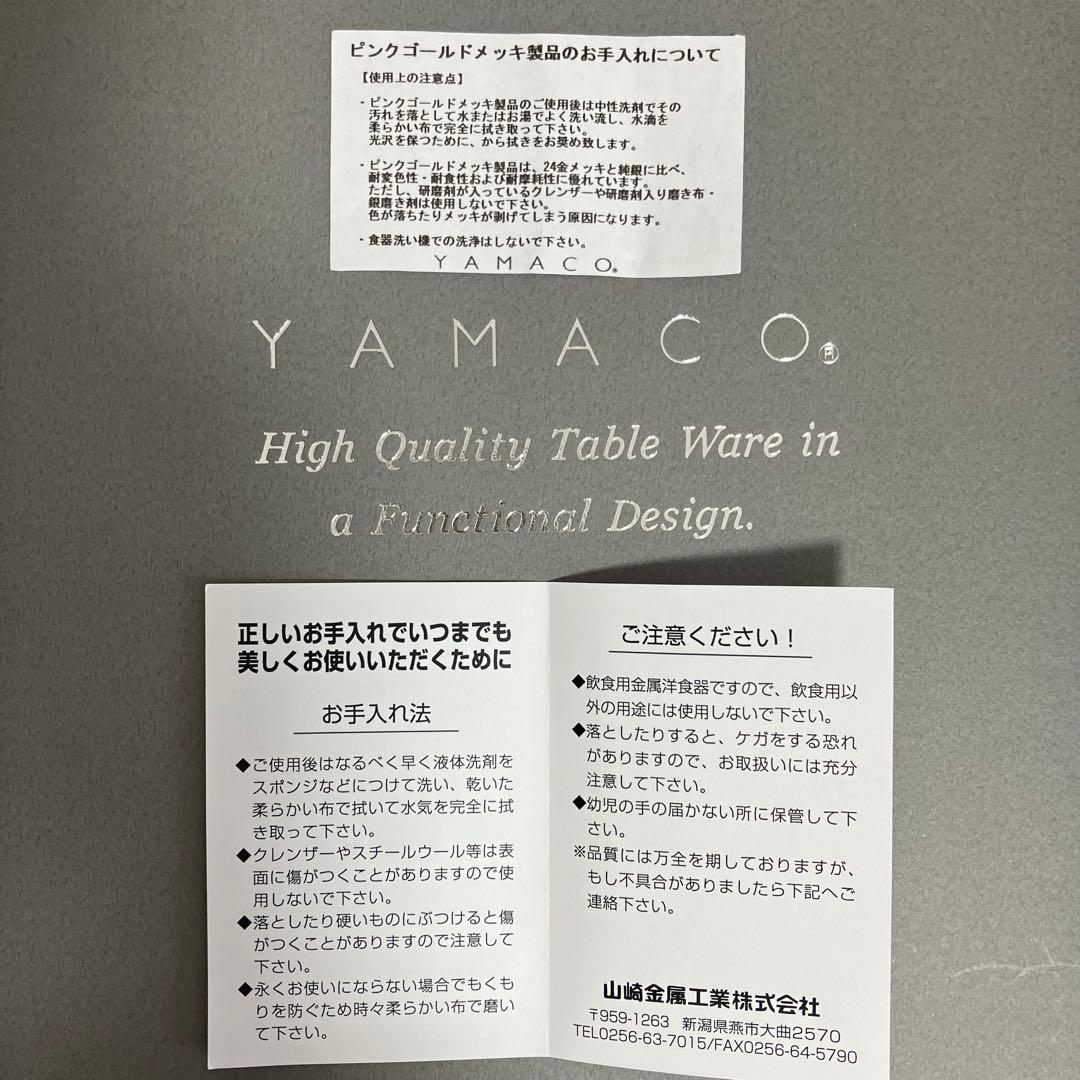 ピンクゴールドメッキ製品のお手入れについて
【使用上の注意点】
・ピンクゴールドメッキ製品のご使用後は中性洗剤でその
汚れを落として水またはお湯でよく洗い流し、水滴を
柔らかい布で完全に拭き取って下さい。
光沢を保つために、から拭きをお奨め致します。
・ピンクゴールドメッキ製品は、24金メッキと純銀に比べ、
耐変色性・耐食性および耐摩耗性に優れています。
ただし、研磨剤が入っているクレンザーや研磨剤入り磨き布・
銀磨き剤は使用しないで下さい。
色が落ちたりメッキが剥げてしまう原因になります。
・食器洗い機での洗浄はしないで下さい。
YAMACO®
YAMACO®
High Quality Table Ware in
a Functional Design.
正しいお手入れでいつまでも
美しくお使いいただくために
お手入れ法
◆ご使用後はなるべく早く液体洗剤を
スポンジなどにつけて洗い、乾いた
柔らかい布で拭いて水気を完全に拭
き取って下さい。
◆クレンザーやスチールウール等は表
面に傷がつくことがありますので使
用しないで下さい。
◆落としたり硬いものにぶつけると傷
がつくことがありますので注意して
下さい。
◆永くお使いにならない場合でもくも
りを防ぐため時々柔らかい布で磨い
て下さい。
ご注意ください！
◆飲食用金属洋食器ですので、飲食用以
外の用途には使用しないで下さい。
◆落としたりすると、ケガをする恐れ
がありますので、お取扱いには充分
注意して下さい。
◆幼児の手の届かない所に保管して下
さい。
※品質には万全を期しておりますが、
もし不具合がありましたら下記へご
連絡下さい。
山崎金属工業株式会社
〒959-1263 新潟県燕市大曲2570
TEL0256-63-7015/FAX0256-64-5790